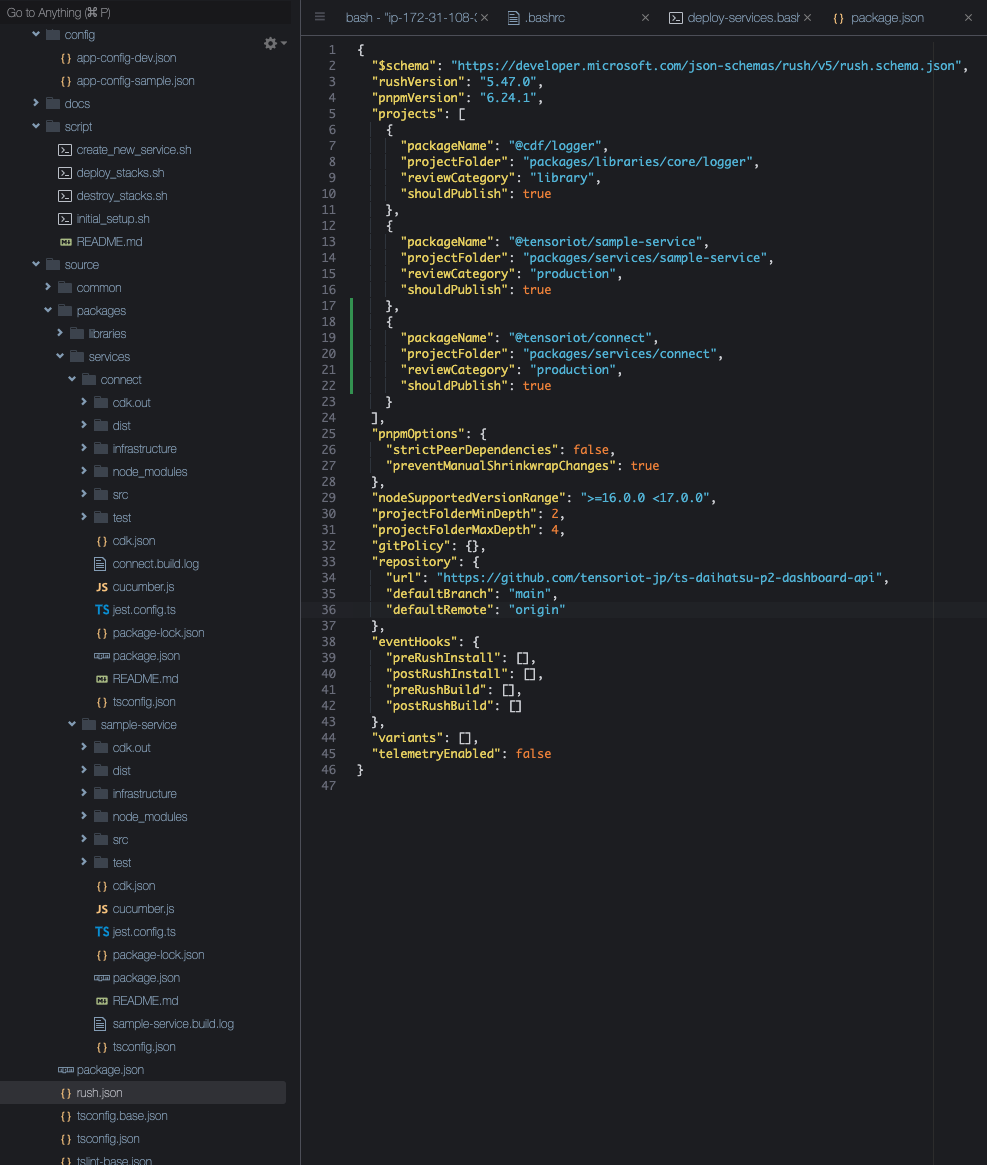 Go to Anything (⌘ P)
config
{} app-config-dev.json
{} app-config-sample.json
docs
script
create_new_service.sh
deploy_stacks.sh
destroy_stacks.sh
initial_setup.sh
README.md
source
common
packages
libraries
services
connect
cdk.out
dist
infrastructure
node_modules
src
test
{} cdk.json
connect.build.log
JS cucumber.js
TS jest.config.ts
{} package-lock.json
package.json
README.md
{} tsconfig.json
sample-service
cdk.out
dist
infrastructure
node_modules
src
test
{} cdk.json
JS cucumber.js
TS jest.config.ts
{} package-lock.json
package.json
README.md
sample-service.build.log
{} tsconfig.json
package.json
{} rush.json
{} tsconfig.base.json
{} tsconfig.json
{} tslint-base.json
bash - "ip-172-31-108- × .bashrc × deploy-services.bash × {} package.json ×
1 {
2 "$schema": "https://developer.microsoft.com/json-schemas/rush/v5/rush.schema.json",
3 "rushVersion": "5.47.0",
4 "pnpmVersion": "6.24.1",
5 "projects": [
6 {
7 "packageName": "@cdf/logger",
8 "projectFolder": "packages/libraries/core/logger",
9 "reviewCategory": "library",
10 "shouldPublish": true
11 },
12 {
13 "packageName": "@tensoriot/sample-service",
14 "projectFolder": "packages/services/sample-service",
15 "reviewCategory": "production",
16 "shouldPublish": true
17 },
18 {
19 "packageName": "@tensoriot/connect",
20 "projectFolder": "packages/services/connect",
21 "reviewCategory": "production",
22 "shouldPublish": true
23 }
24 ],
25 "pnpmOptions": {
26 "strictPeerDependencies": false,
27 "preventManualShrinkwrapChanges": true
28 },
29 "nodeSupportedVersionRange": ">=16.0.0 <17.0.0",
30 "projectFolderMinDepth": 2,
31 "projectFolderMaxDepth": 4,
32 "gitPolicy": {},
33 "repository": {
34 "url": "https://github.com/tensoriot-jp/ts-daihatsu-p2-dashboard-api",
35 "defaultBranch": "main",
36 "defaultRemote": "origin"
37 },
38 "eventHooks": {
39 "preRushInstall": [],
40 "postRushInstall": [],
41 "preRushBuild": [],
42 "postRushBuild": []
43 },
44 "variants": [],
45 "telemetryEnabled": false
46 }
47